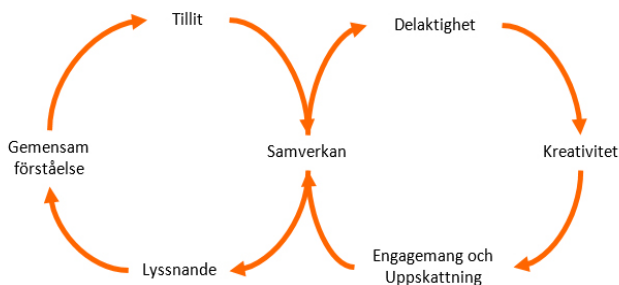 Tillit
Delaktighet
Gemensam
förståelse
Samverkan
Kreativitet
Lyssnande
Engagemang och
Uppskattning